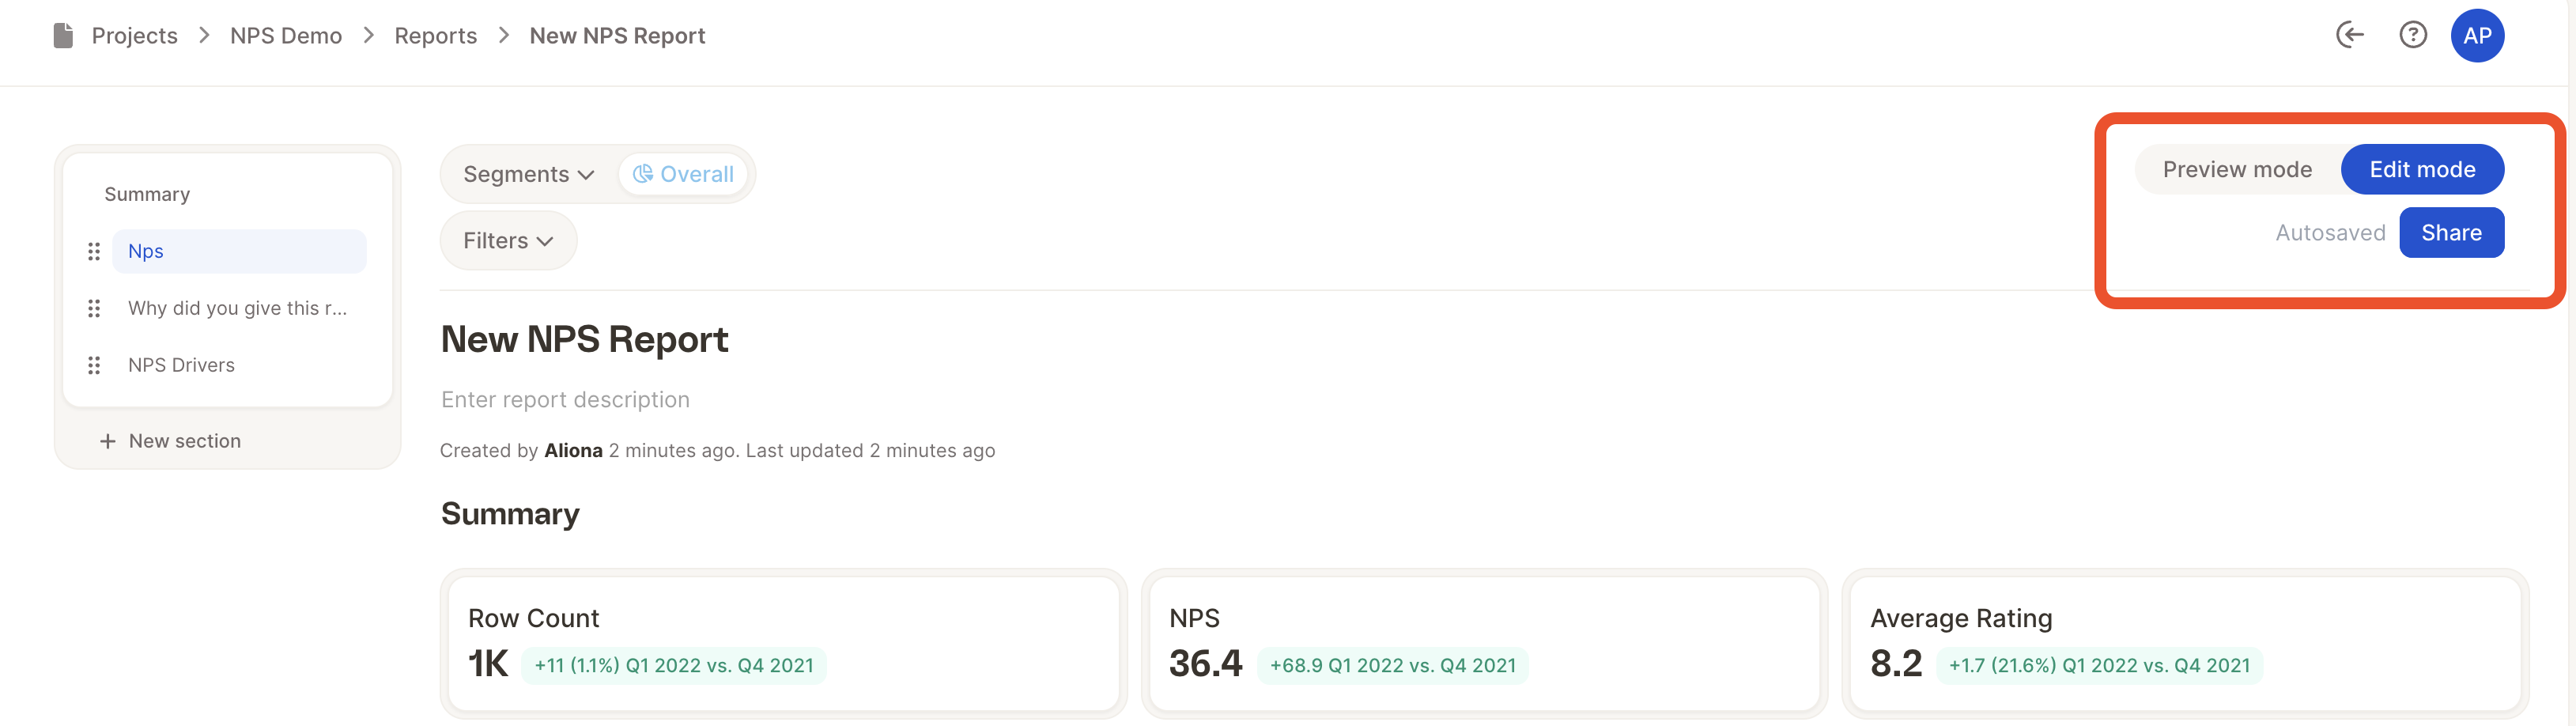 Projects > NPS Demo > Reports > New NPS Report
AP
Summary
Nps
Why did you give this r...
NPS Drivers
+ New section
Segments
Overall
Filters
Preview mode
Edit mode
Autosaved
Share
New NPS Report
Enter report description
Created by Aliona 2 minutes ago. Last updated 2 minutes ago
Summary
Row Count
1K +11 (1.1%) Q1 2022 vs. Q4 2021
NPS
36.4 +68.9 Q1 2022 vs. Q4 2021
Average Rating
8.2 +1.7 (21.6%) Q1 2022 vs. Q4 2021